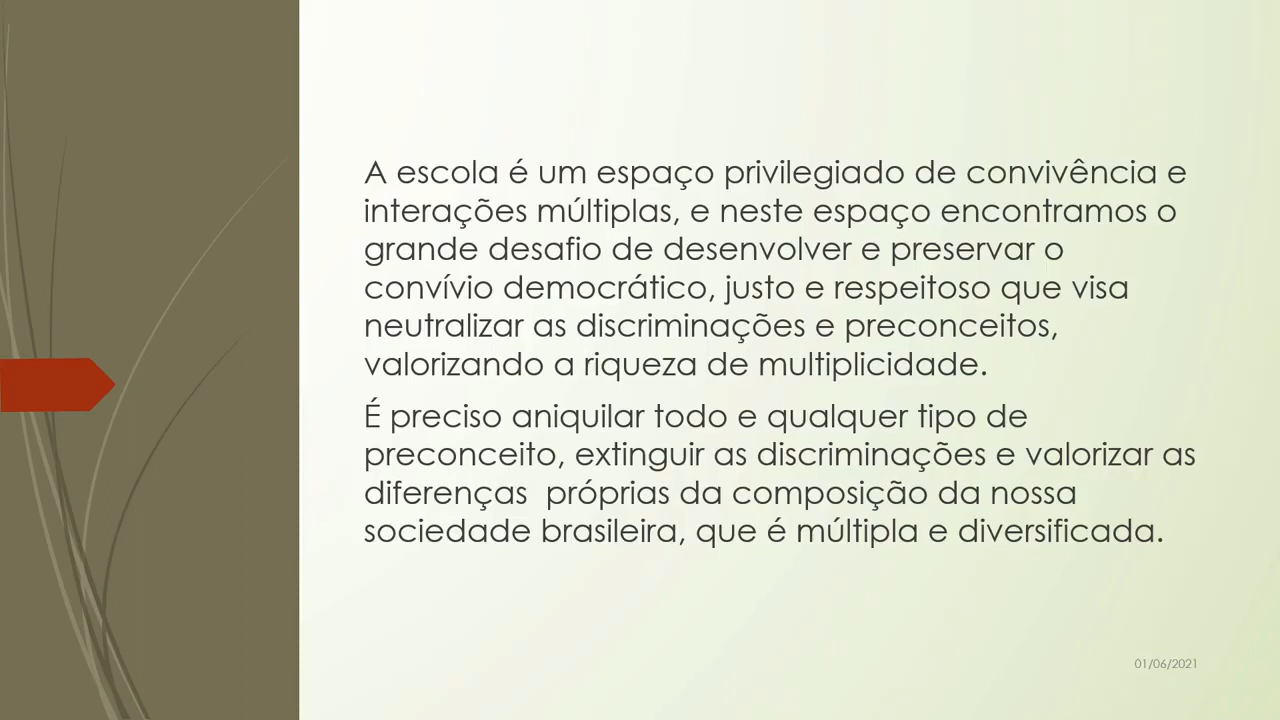 A escola é um espaço privilegiado de convivência e
interações múltiplas, e neste espaço encontramos o
grande desafio de desenvolver e preservar o
convívio democrático, justo e respeitoso que visa
neutralizar as discriminações e preconceitos,
valorizando a riqueza de multiplicidade.
É preciso aniquilar todo e qualquer tipo de
preconceito, extinguir as discriminações e valorizar as
diferenças  próprias da composição da nossa
sociedade brasileira, que é múltipla e diversificada.
01/06/2021